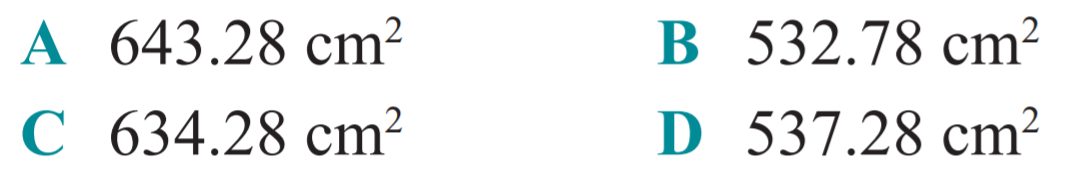 A 643.28 cm² B 532.78 cm²
C 634.28 cm² D 537.28 cm²